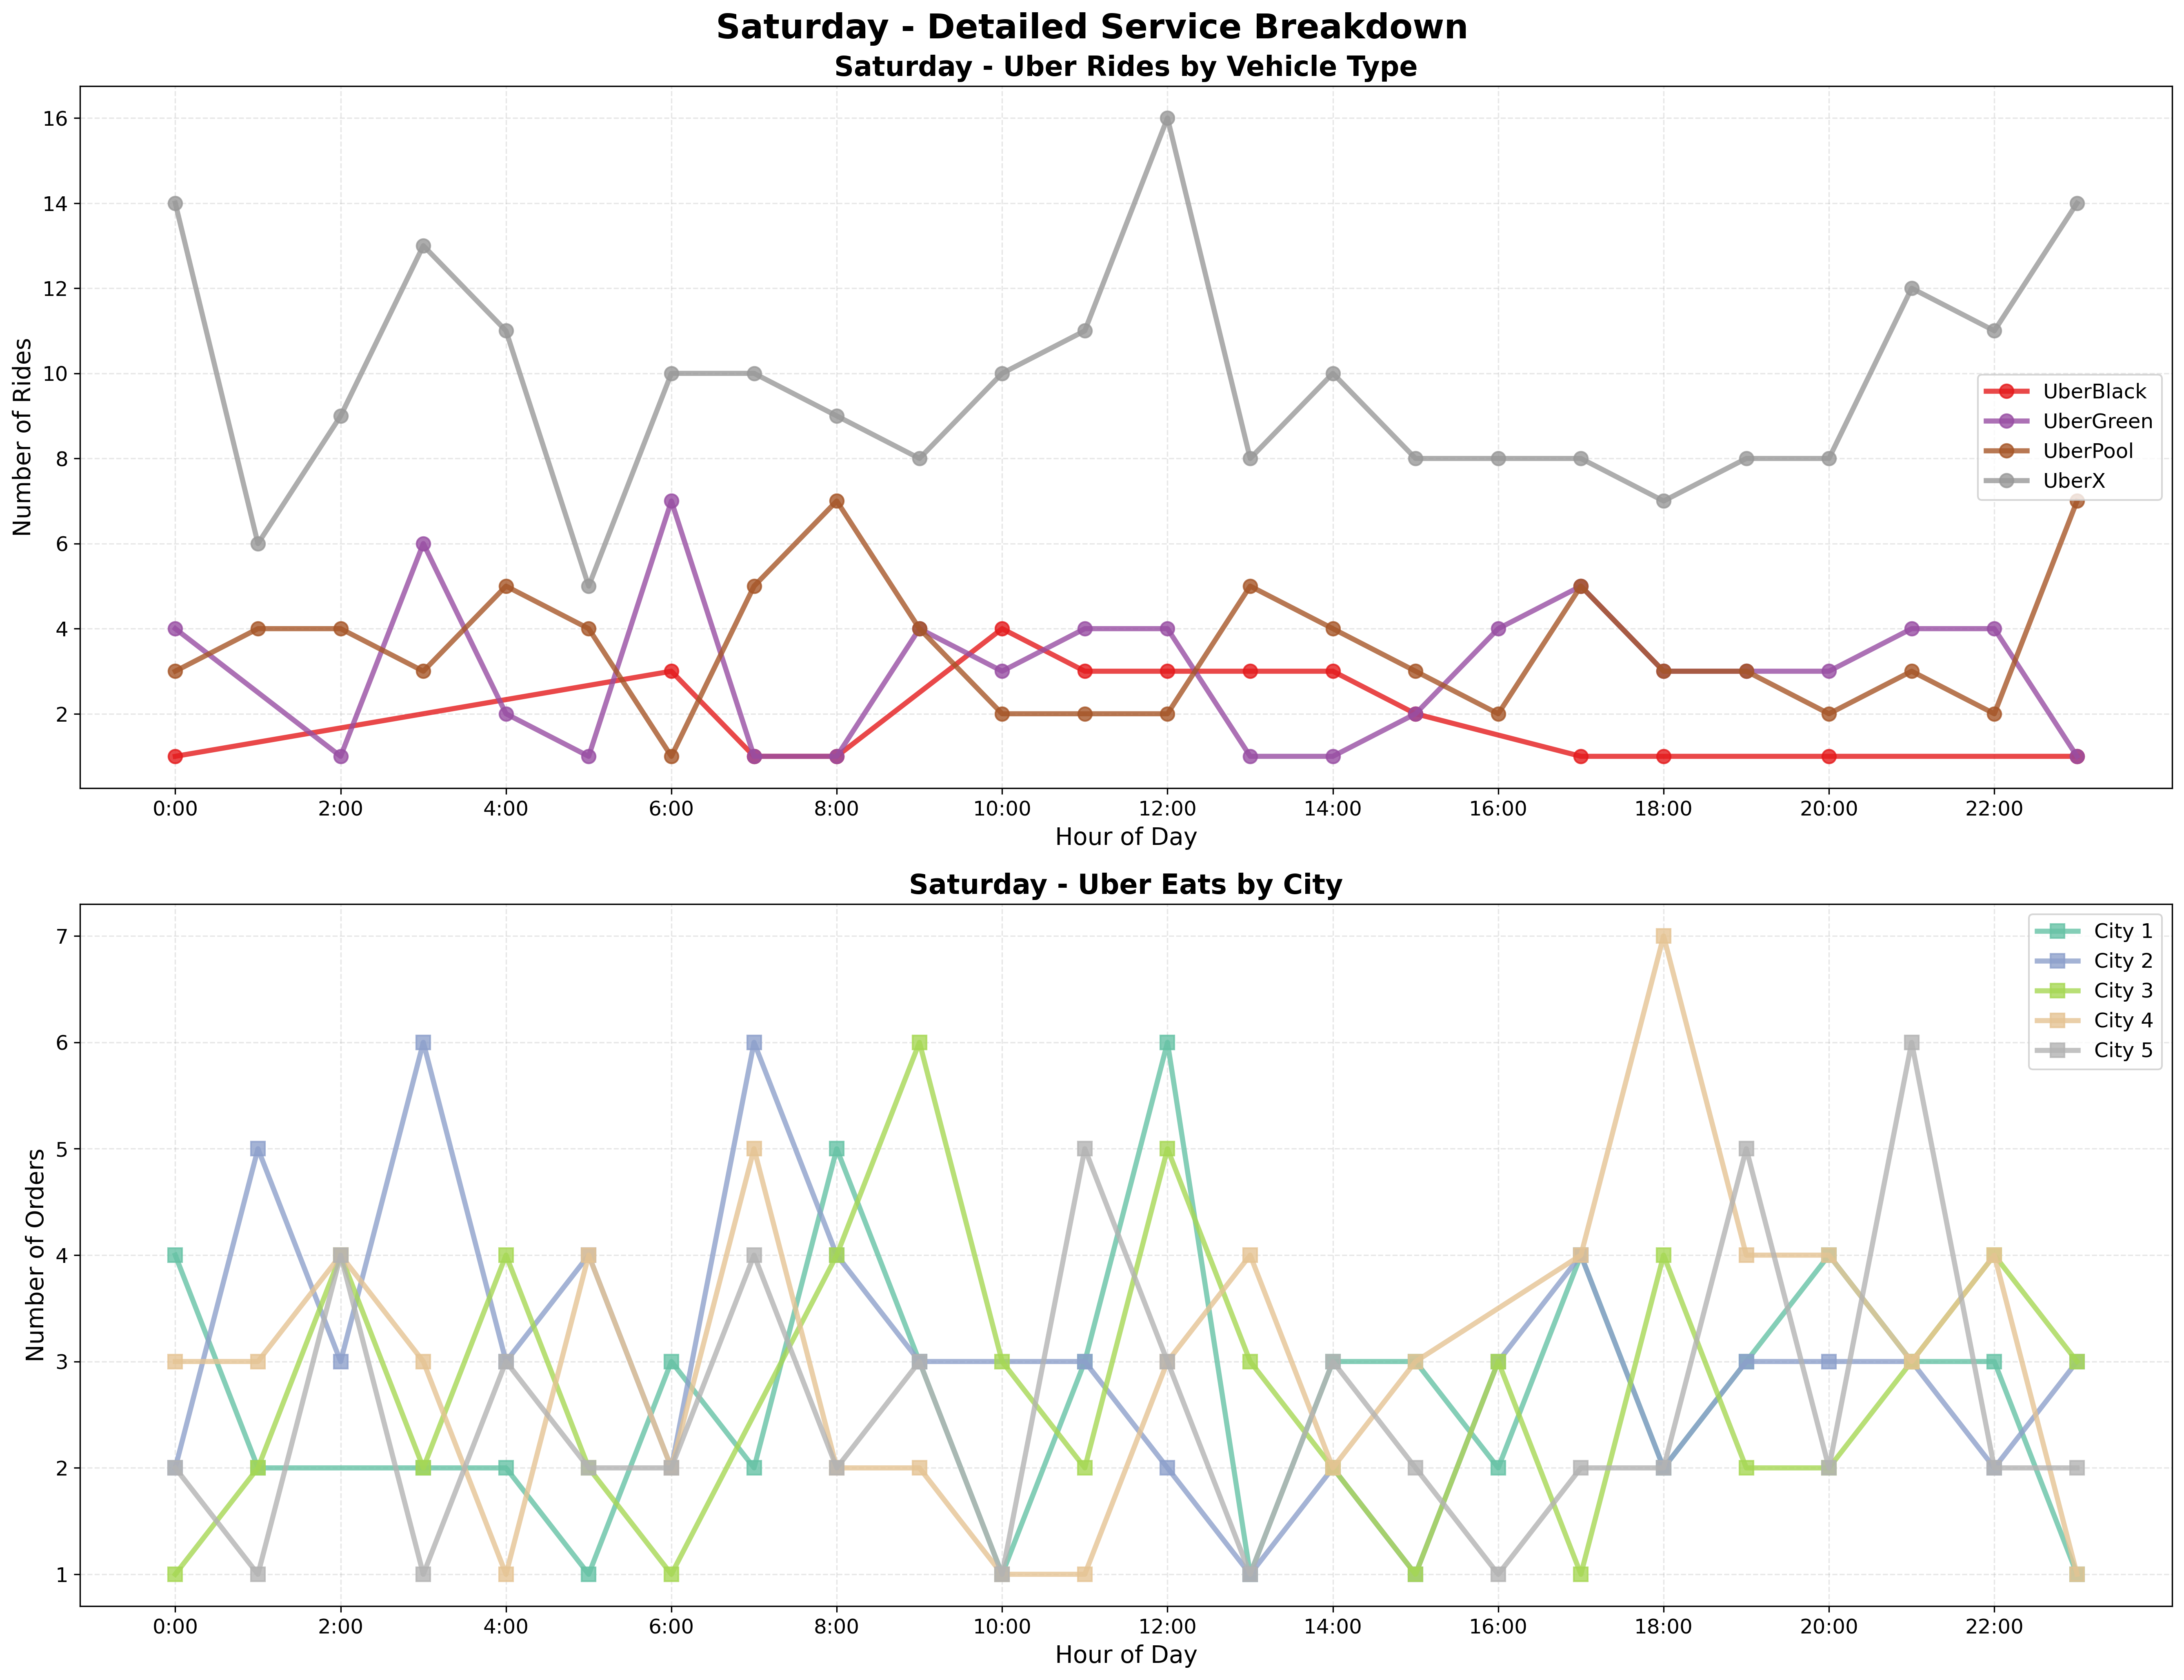 Saturday - Detailed Service Breakdown
Saturday - Uber Rides by Vehicle Type
Number of Rides
16
14
12
10
8
6
4
2
UberBlack
UberGreen
UberPool
UberX
0:00 2:00 4:00 6:00 8:00 10:00 12:00 14:00 16:00 18:00 20:00 22:00
Hour of Day
Saturday - Uber Eats by City
Number of Orders
7
6
5
4
3
2
1
City 1
City 2
City 3
City 4
City 5
0:00 2:00 4:00 6:00 8:00 10:00 12:00 14:00 16:00 18:00 20:00 22:00
Hour of Day